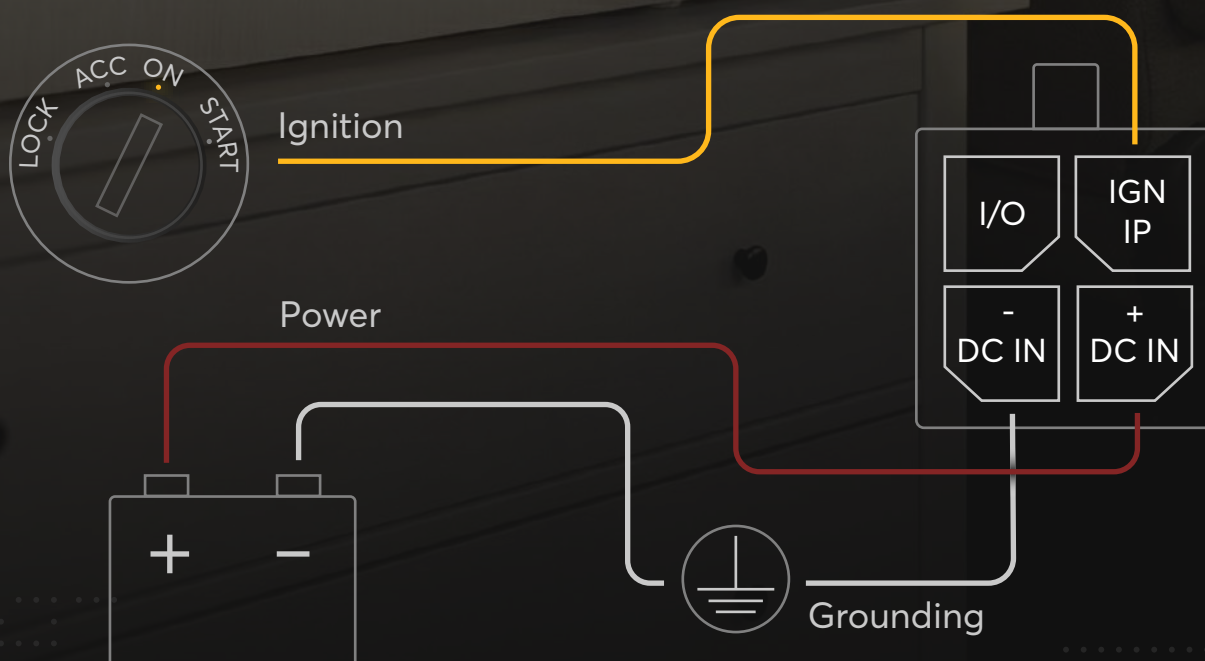 LOCK
ACC
ON
START
Ignition
I/O
IGN
IP
Power
-
DC IN
+
DC IN
+
−
Grounding